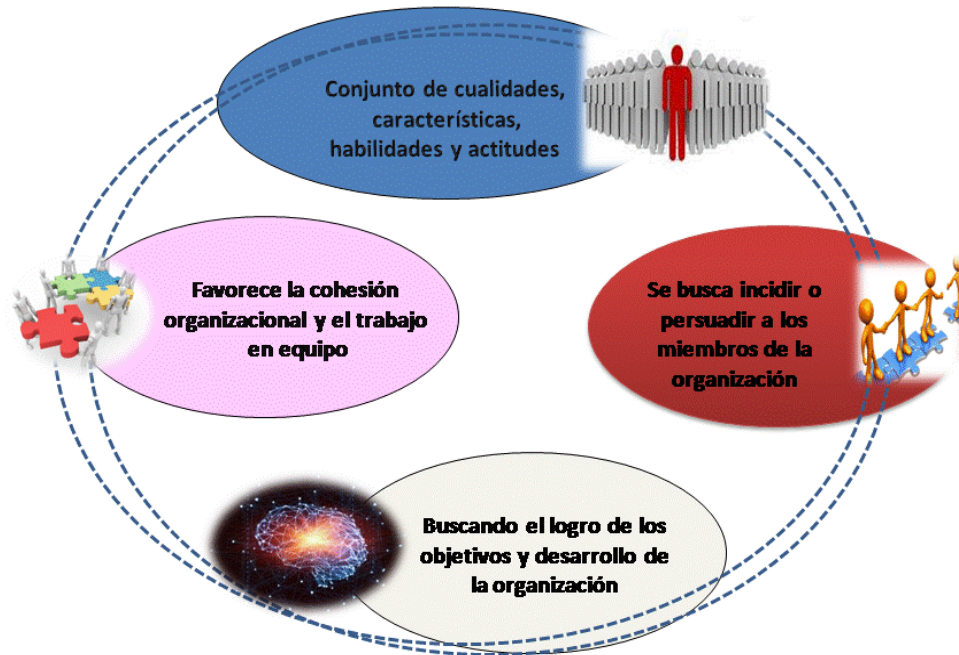 Conjunto de cualidades,
características,
habilidades y actitudes
Favorece la cohesión
organizacional y el trabajo
en equipo
Se busca incidir o
persuadir a los
miembros de la
organización
Buscando el logro de los
objetivos y desarrollo de
la organización